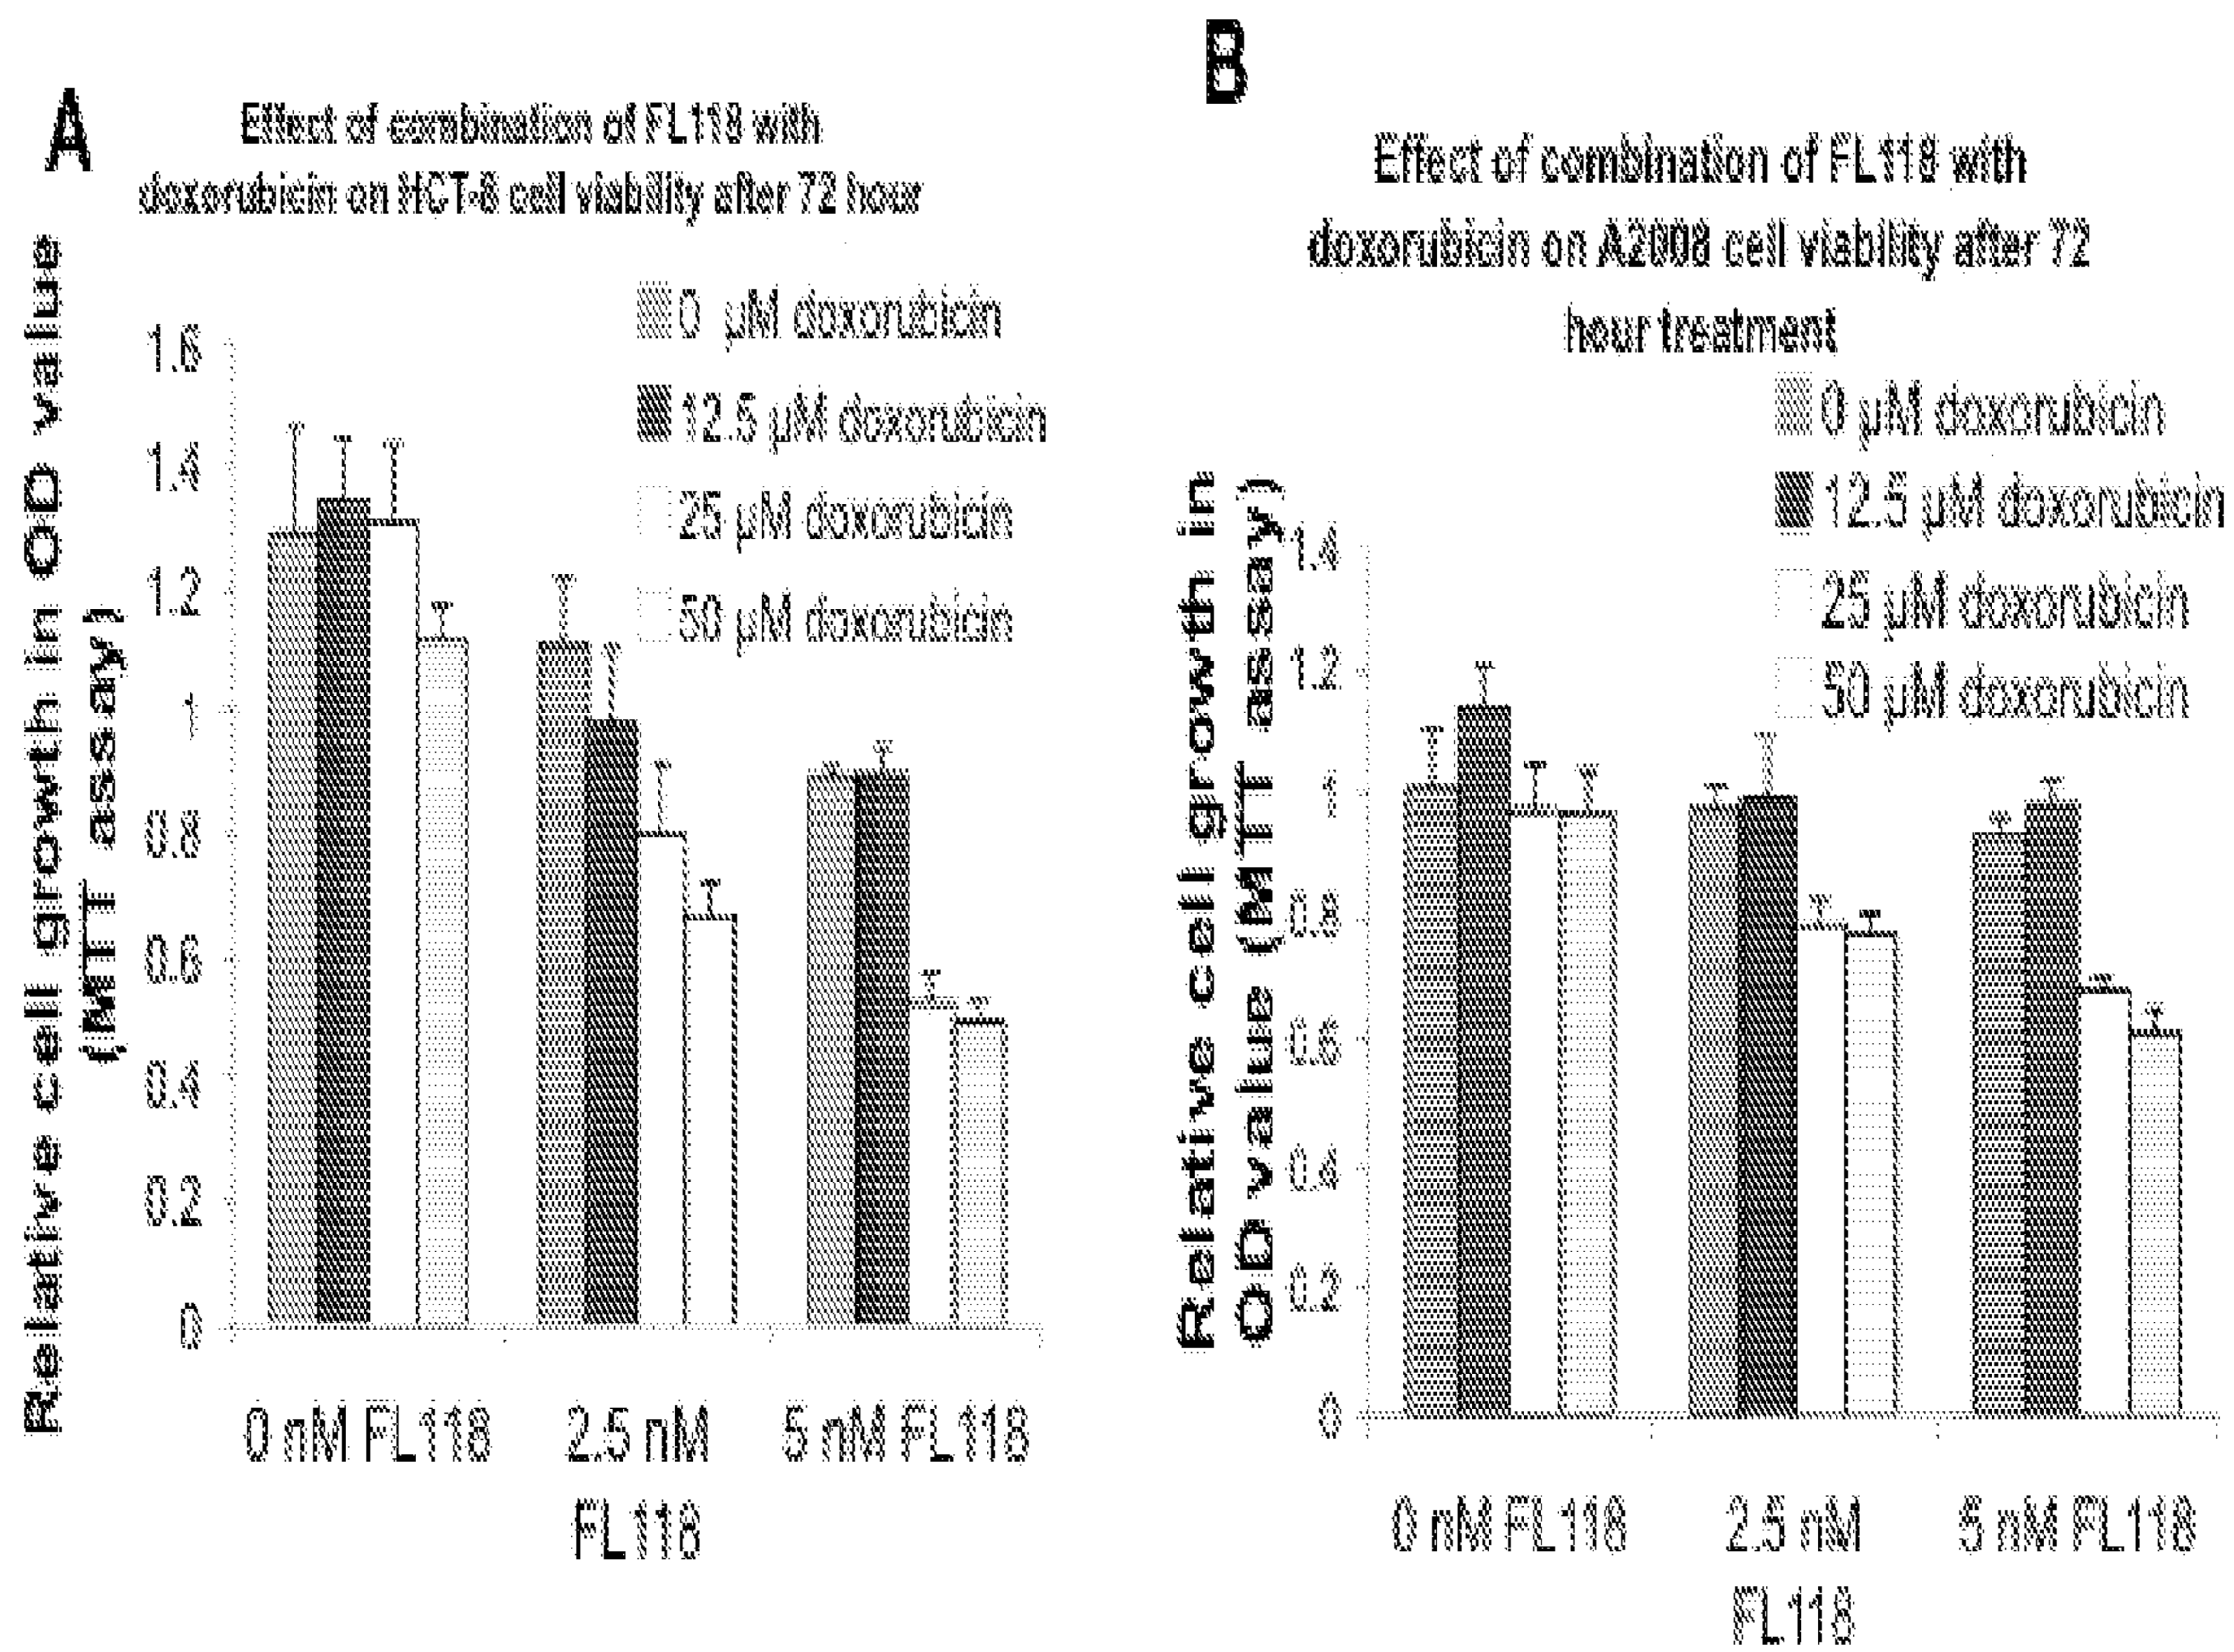 A
Effect of combination of FL118 with
doxorubicin on HCT-8 cell viability after 72 hour
Relative cell growth in OD value
(MTT assay)
1.6
1.4
1.2
1
0.8
0.6
0.4
0.2
0
0 µM doxorubicin
12.5 µM doxorubicin
25 µM doxorubicin
50 µM doxorubicin
0 nM FL118
2.5 nM
FL118
5 nM FL118
B
Effect of combination of FL118 with
doxorubicin on A2008 cell viability after 72
hour treatment
Relative cell growth in
OD value (MTT assay)
1.4
1.2
1
0.8
0.6
0.4
0.2
0
0 µM doxorubicin
12.5 µM doxorubicin
25 µM doxorubicin
50 µM doxorubicin
0 nM FL118
2.5 nM
FL118
5 nM FL118